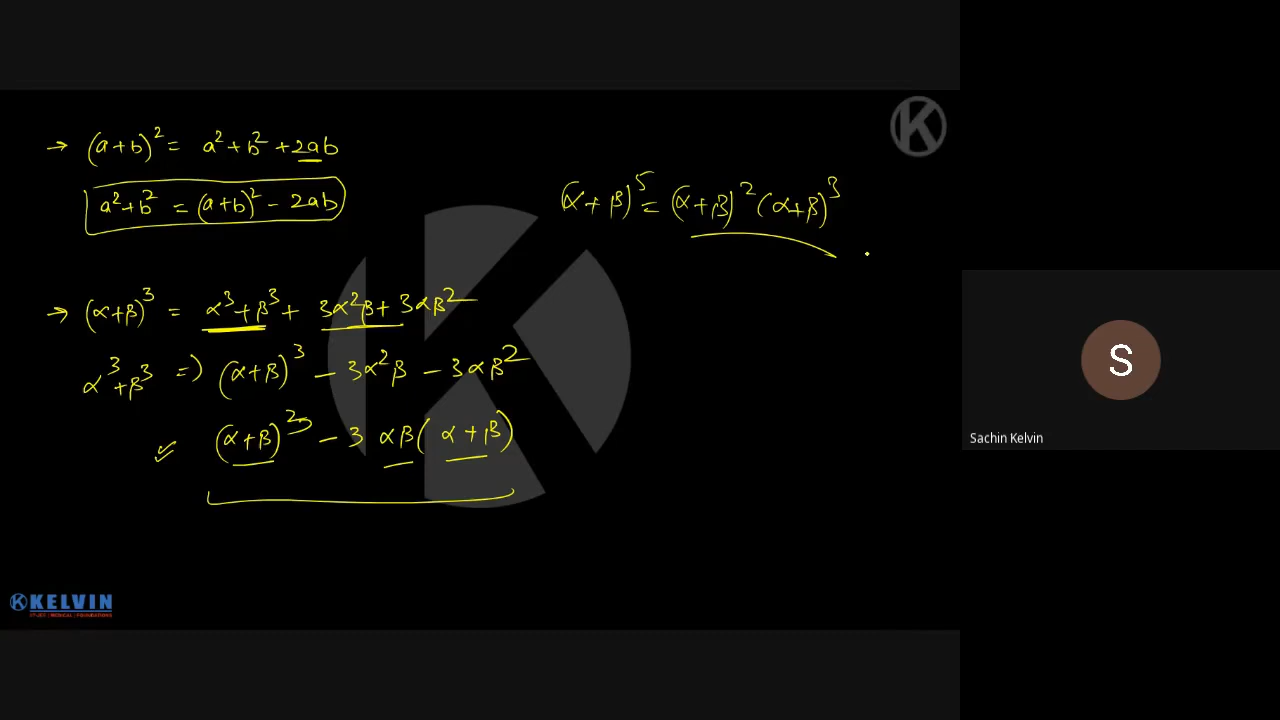 → (a+b)² = a² + b² + 2ab
a² + b² = (a+b)² - 2ab
→ (α+β)³ = α³ + β³ + 3α²β + 3αβ²
α³ + β³ => (α+β)³ - 3α²β - 3αβ²
(α+β)³ - 3 αβ( α + β)
(α + β)⁵ = (α+β)² (α+β)³
K
S
Sachin Kelvin
KELVIN